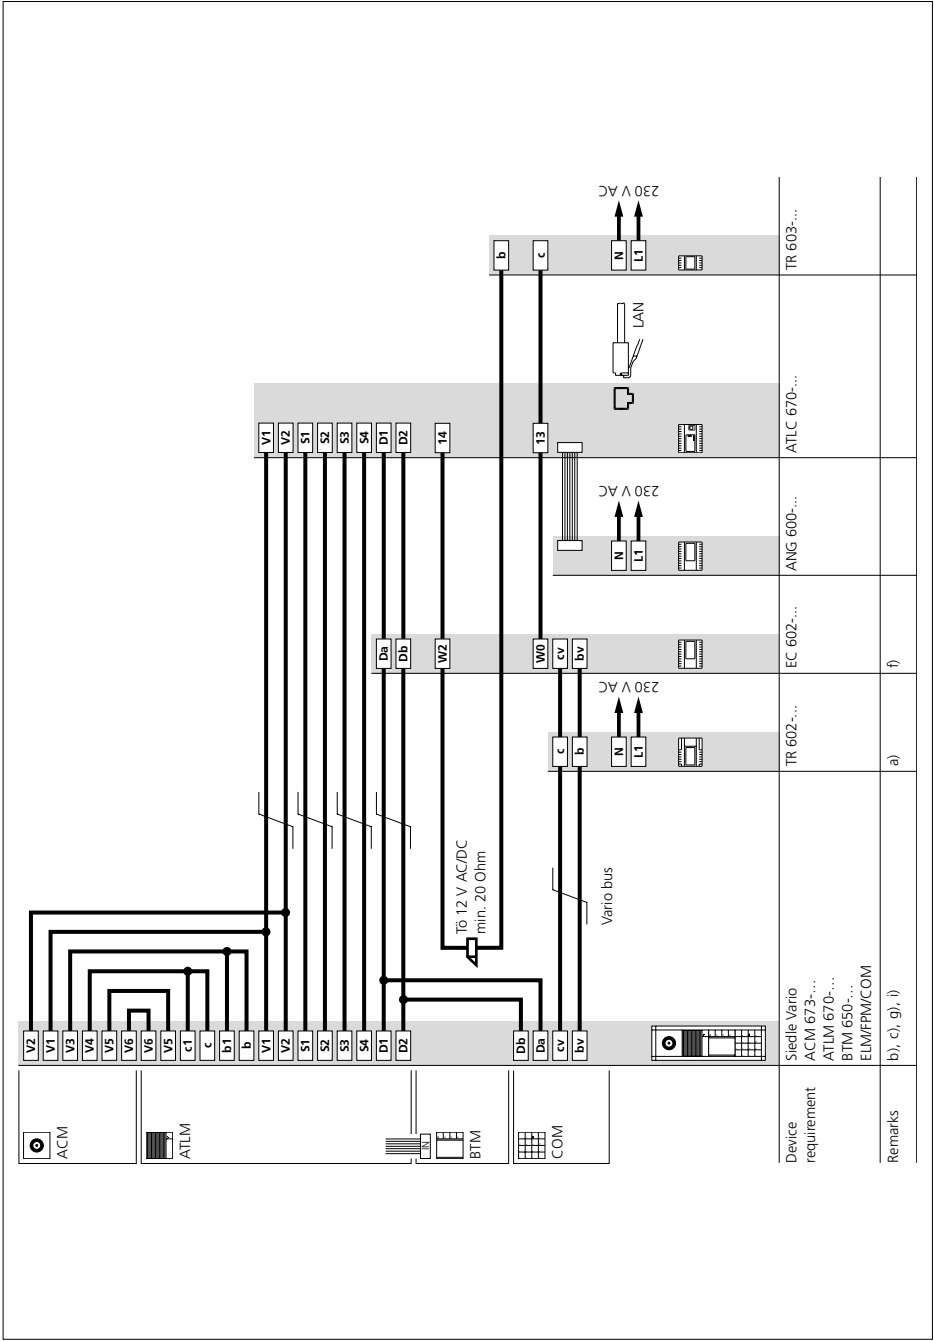 ACM
ATLM
IN
BTM
COM
V2
V1
V3
V4
V5
V6
V6
V5
c1
c
b1
b
V1
V2
S1
S2
S3
S4
D1
D2
Db
Da
cv
bv
Tö 12 V AC/DC
min. 20 Ohm
Vario bus
c
b
N
L1
230 V AC
Da
Db
W2
W0
cv
bv
N
L1
230 V AC
V1
V2
S1
S2
S3
S4
D1
D2
14
13
LAN
b
c
N
L1
230 V AC
Device
requirement
Siedle Vario
ACM 673-...
ATLM 670-...
BTM 650-...
ELM/FPM/COM
TR 602-...
EC 602-...
ANG 600-...
ATLC 670-...
TR 603-...
Remarks
b), c), g), i)
a)
f)